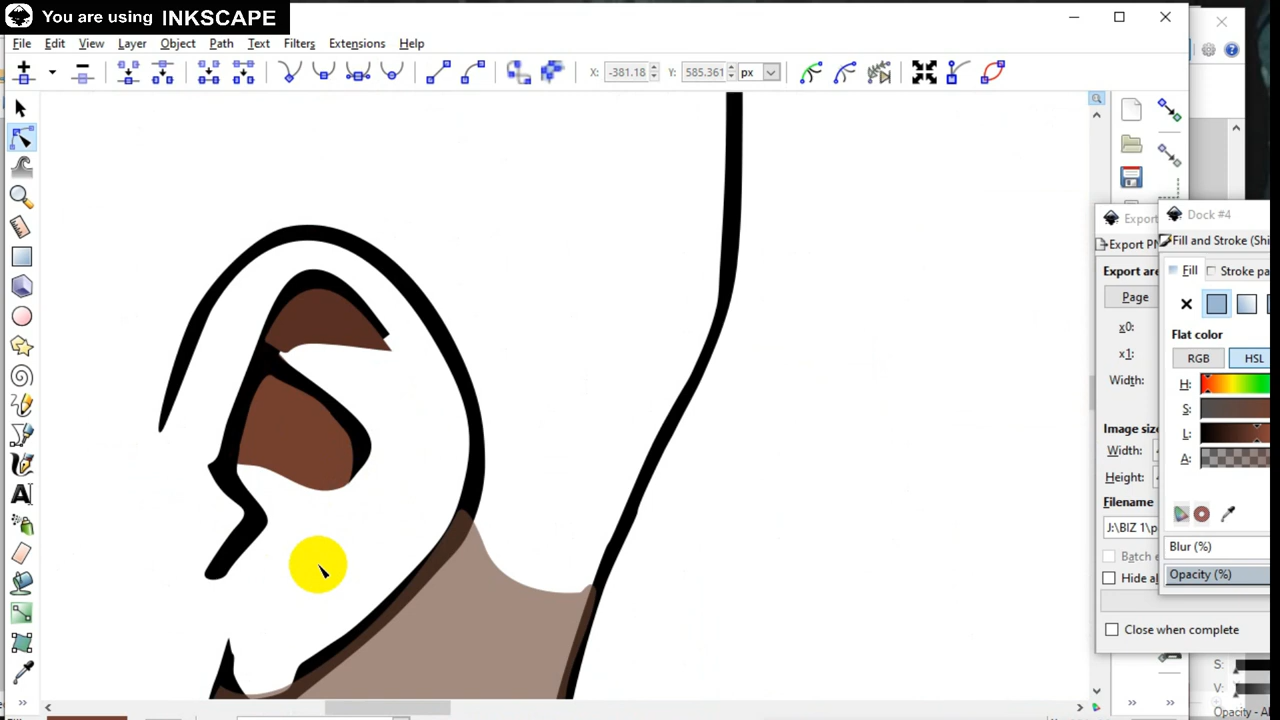 You are using INKSCAPE
File Edit View Layer Object Path Text Filters Extensions Help
X: -381.18 Y: 585.361 px
Export PN
Export are
Page
x0:
x1:
Width:
Image size
Width:
Height:
Filename
J:\BIZ 1\p
Batch e
Hide al
Close when complete
Dock #4
Fill and Stroke (Shi
Fill Stroke pa
Flat color
RGB HSL
H:
S:
L:
A:
Blur (%)
Opacity (%)
S:
V:
Opacity - A